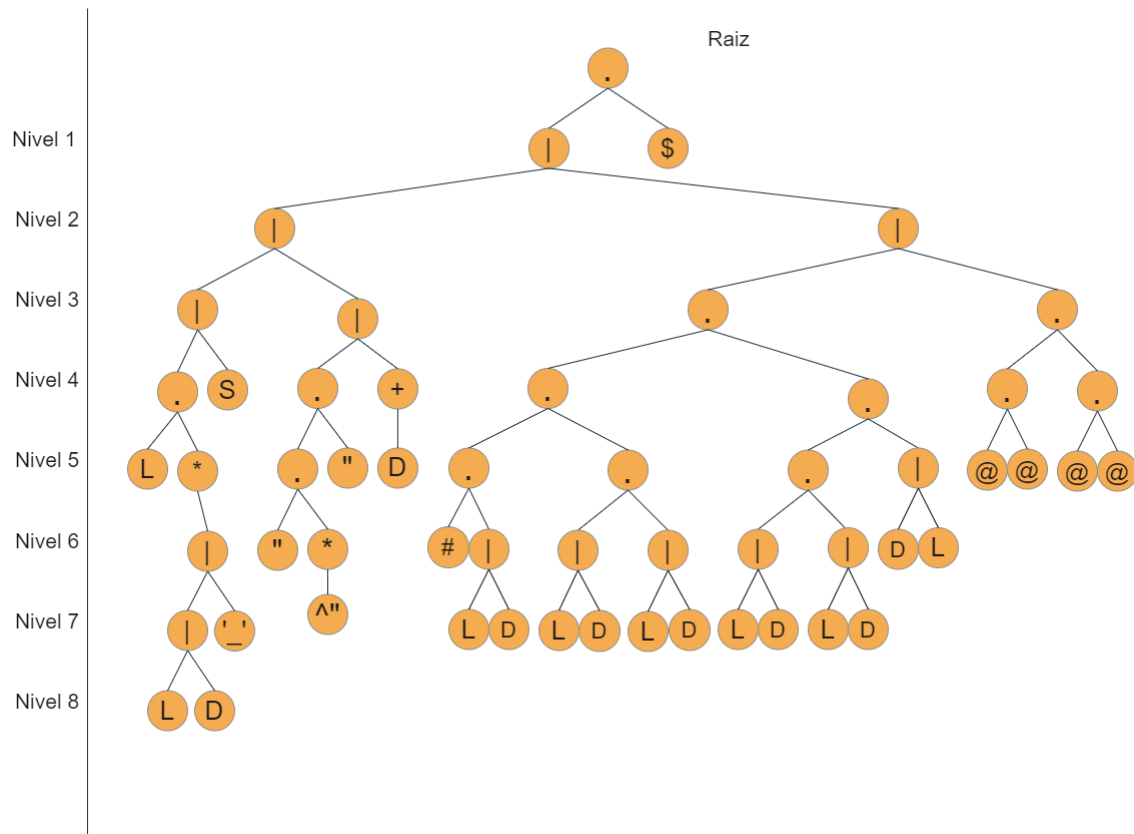 Raiz
.
Nivel 1
| $
Nivel 2
| |
Nivel 3
| | . .
Nivel 4
. S . + . . . .
Nivel 5
L * . " D . . . | @ @ @ @
Nivel 6
| " * # | | | | | D L
Nivel 7
| '_' ^" L D L D L D L D L D
Nivel 8
L D